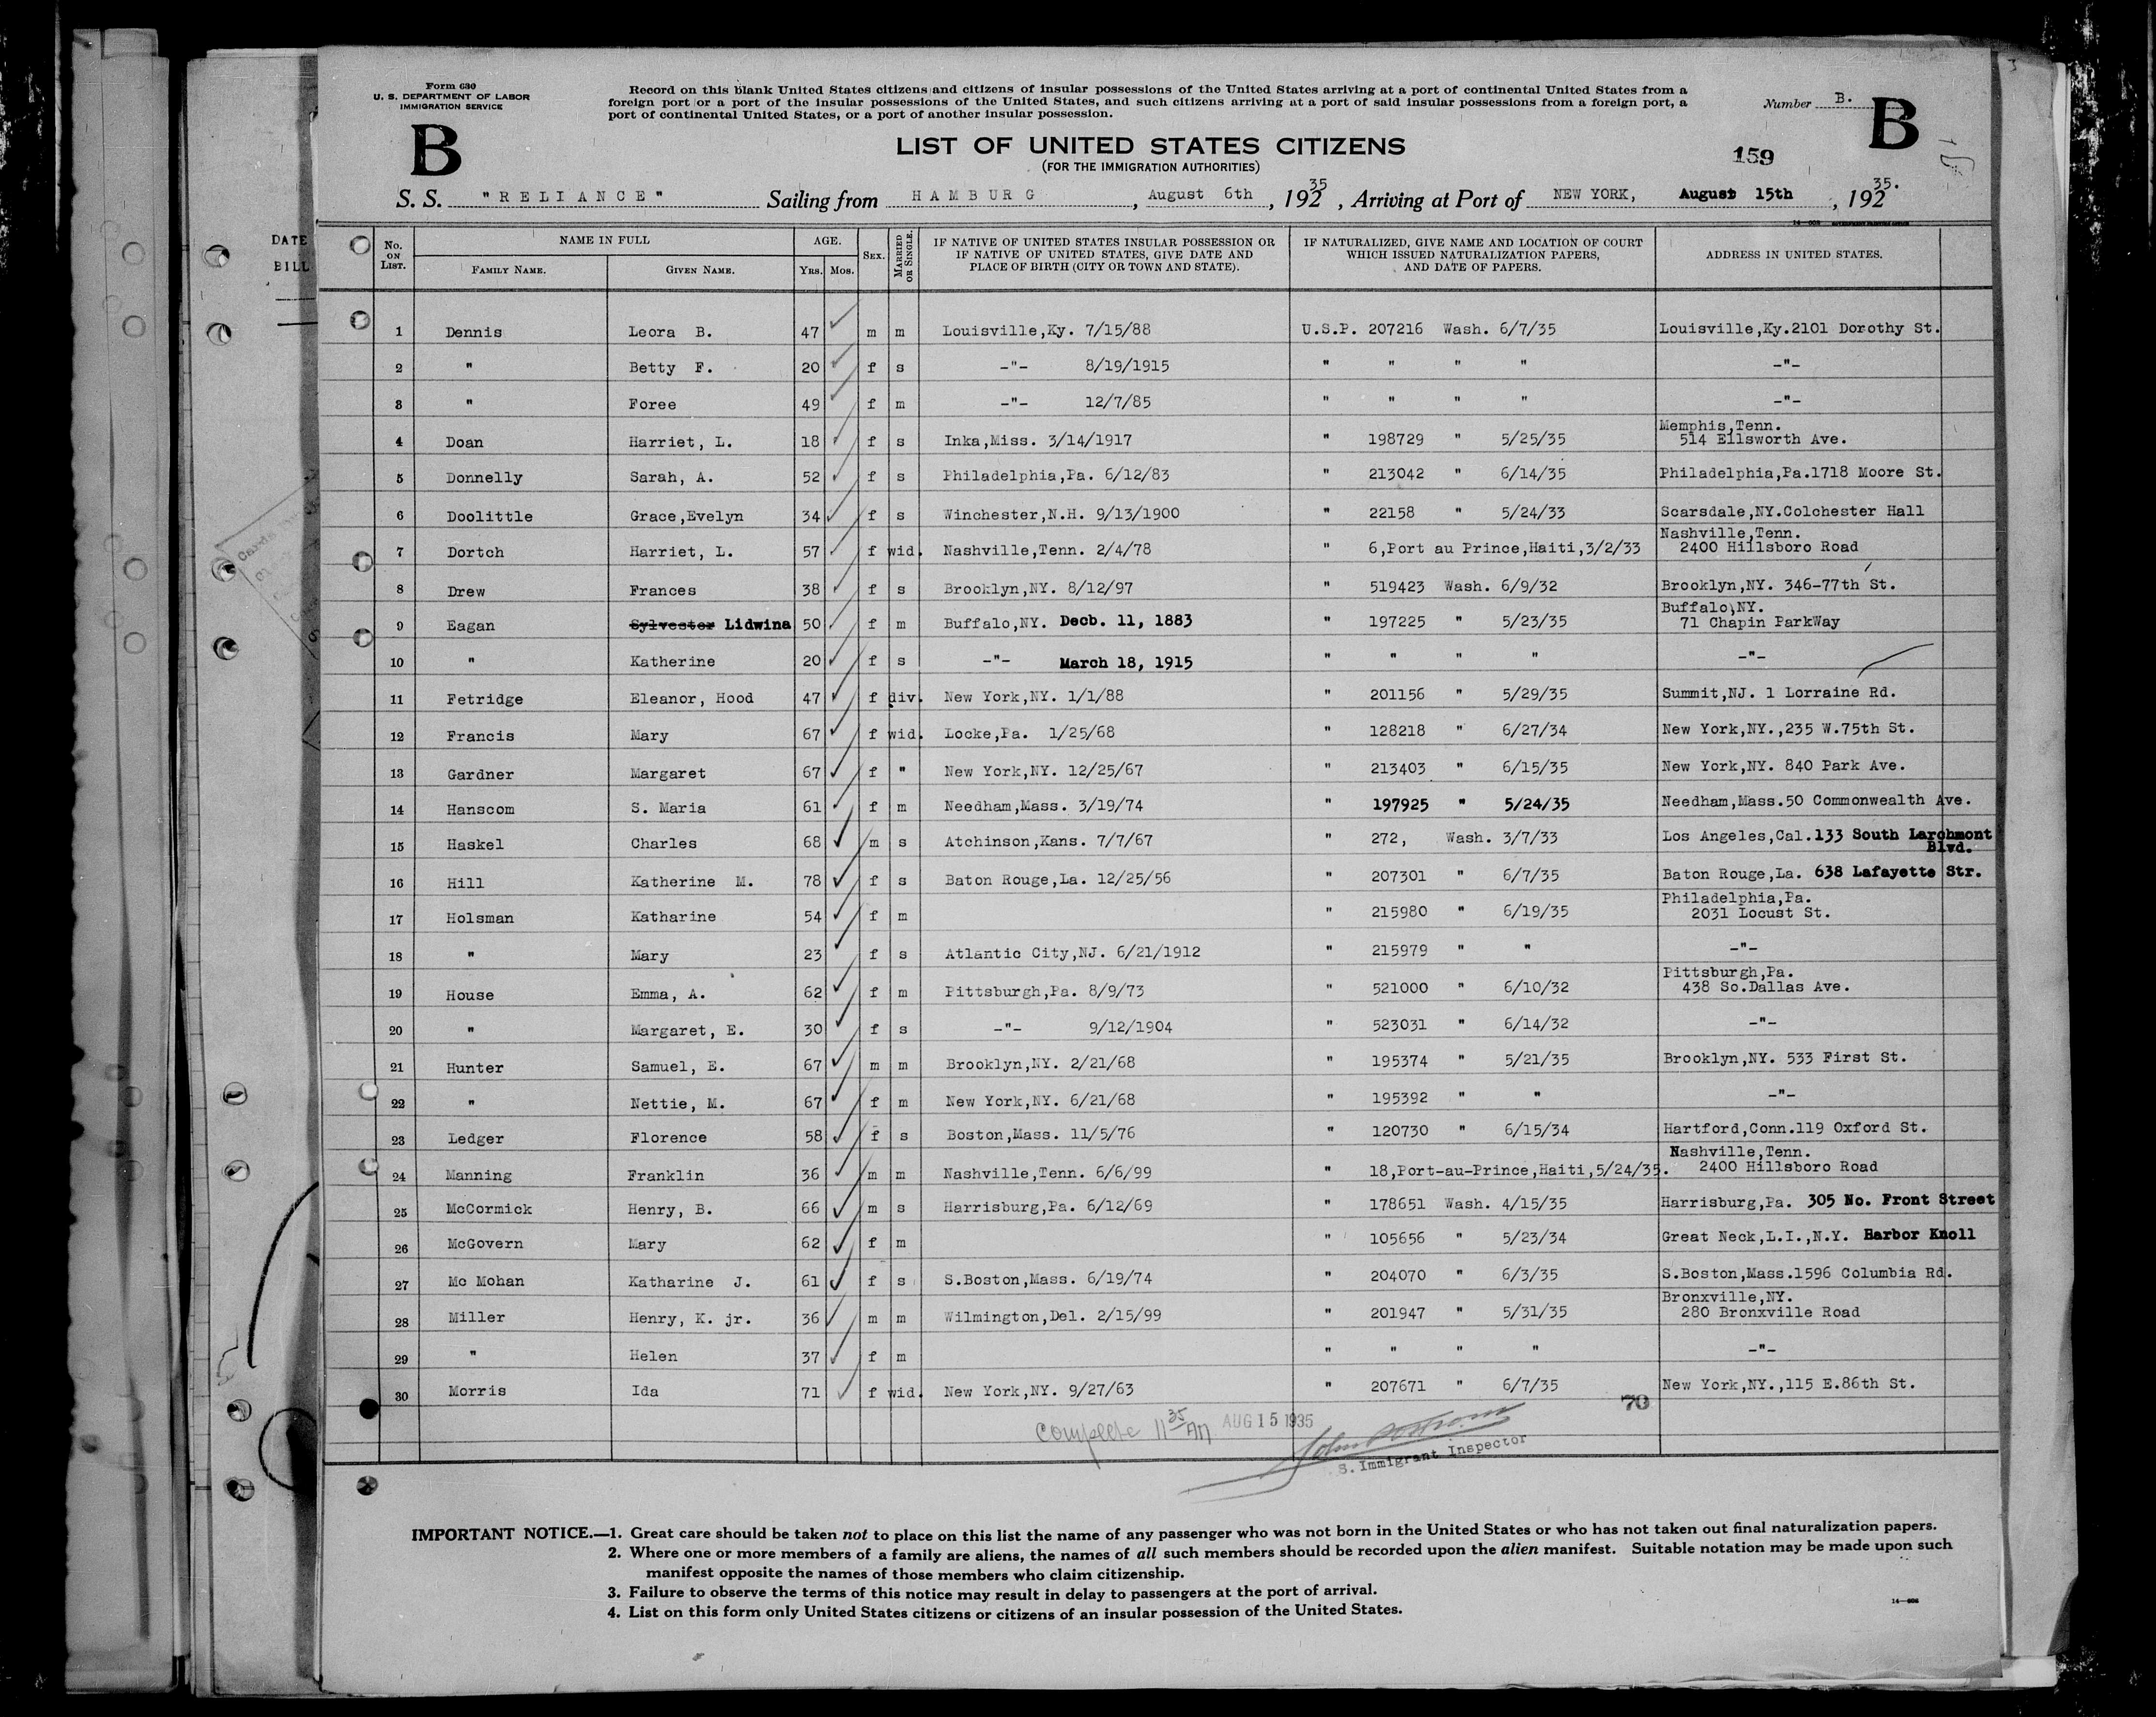 Form 630
U. S. DEPARTMENT OF LABOR
IMMIGRATION SERVICE
B
Record on this blank United States citizens and citizens of insular possessions of the United States arriving at a port of continental United States from a
foreign port or a port of the insular possessions of the United States, and such citizens arriving at a port of said insular possessions from a foreign port, a
port of continental United States, or a port of another insular possession.
Number B.
B
LIST OF UNITED STATES CITIZENS
(FOR THE IMMIGRATION AUTHORITIES)
159
S. S. "RELIANCE" Sailing from HAMBURG, August 6th, 192 35, Arriving at Port of NEW YORK, August 15th, 192 35.
DATE
BILL
No. ON LIST. NAME IN FULL FAMILY NAME. GIVEN NAME. AGE. Yrs. Mos. SEX. MARRIED OR SINGLE. IF NATIVE OF UNITED STATES INSULAR POSSESSION OR IF NATIVE OF UNITED STATES, GIVE DATE AND PLACE OF BIRTH (CITY OR TOWN AND STATE). IF NATURALIZED, GIVE NAME AND LOCATION OF COURT WHICH ISSUED NATURALIZATION PAPERS, AND DATE OF PAPERS. ADDRESS IN UNITED STATES.
1 Dennis Leora B. 47 m m Louisville,Ky. 7/15/88 U.S.P. 207216 Wash. 6/7/35 Louisville,Ky.2101 Dorothy St.
2 " Betty F. 20 f s -"- 8/19/1915 " " " " -"-
3 " Foree 49 f m -"- 12/7/85 " " " " -"-
4 Doan Harriet, L. 18 f s Inka,Miss. 3/14/1917 " 198729 " 5/25/35 Memphis,Tenn. 514 Ellsworth Ave.
5 Donnelly Sarah, A. 52 f s Philadelphia,Pa. 6/12/83 " 213042 " 6/14/35 Philadelphia,Pa.1718 Moore St.
6 Doolittle Grace,Evelyn 34 f s Winchester,N.H. 9/13/1900 " 22158 " 5/24/33 Scarsdale,NY.Colchester Hall
7 Dortch Harriet, L. 57 f wid. Nashville,Tenn. 2/4/78 " 6,Port au Prince,Haiti,3/2/33 Nashville,Tenn. 2400 Hillsboro Road
8 Drew Frances 38 f s Brooklyn,NY. 8/12/97 " 519423 Wash. 6/9/32 Brooklyn,NY. 346-77th St.
9 Eagan Sylvester Lidwina 50 f m Buffalo,NY. Decb. 11, 1883 " 197225 " 5/23/35 Buffalo,NY. 71 Chapin ParkWay
10 " Katherine 20 f s -"- March 18, 1915 " " " " -"-
11 Fetridge Eleanor, Hood 47 f div. New York,NY. 1/1/88 " 201156 " 5/29/35 Summit,NJ. 1 Lorraine Rd.
12 Francis Mary 67 f wid. Locke,Pa. 1/25/68 " 128218 " 6/27/34 New York,NY.,235 W.75th St.
13 Gardner Margaret 67 f " New York,NY. 12/25/67 " 213403 " 6/15/35 New York,NY. 840 Park Ave.
14 Hanscom S. Maria 61 f m Needham,Mass. 3/19/74 " 197925 " 5/24/35 Needham,Mass.50 Commonwealth Ave.
15 Haskel Charles 68 m s Atchinson,Kans. 7/7/67 " 272, Wash. 3/7/33 Los Angeles,Cal.133 South Larchmont Blvd.
16 Hill Katherine M. 78 f s Baton Rouge,La. 12/25/56 " 207301 " 6/7/35 Baton Rouge,La. 638 Lafayette Str.
17 Holsman Katharine 54 f m " 215980 " 6/19/35 Philadelphia,Pa. 2031 Locust St.
18 " Mary 23 f s Atlantic City,NJ. 6/21/1912 " 215979 " " -"-
19 House Emma, A. 62 f m Pittsburgh,Pa. 8/9/73 " 521000 " 6/10/32 Pittsburgh,Pa. 438 So.Dallas Ave.
20 " Margaret, E. 30 f s -"- 9/12/1904 " 523031 " 6/14/32 -"-
21 Hunter Samuel, E. 67 m m Brooklyn,NY. 2/21/68 " 195374 " 5/21/35 Brooklyn,NY. 533 First St.
22 " Nettie, M. 67 f m New York,NY. 6/21/68 " 195392 " " -"-
23 Ledger Florence 58 f s Boston,Mass. 11/5/76 " 120730 " 6/15/34 Hartford,Conn.119 Oxford St.
24 Manning Franklin 36 m m Nashville,Tenn. 6/6/99 " 18,Port-au-Prince,Haiti,5/24/35. Nashville,Tenn. 2400 Hillsboro Road
25 McCormick Henry, B. 66 m s Harrisburg,Pa. 6/12/69 " 178651 Wash. 4/15/35 Harrisburg,Pa. 305 No. Front Street
26 McGovern Mary 62 f m " 105656 " 5/23/34 Great Neck,L.I.,N.Y. Harbor Knoll
27 Mc Mohan Katharine J. 61 f s S.Boston,Mass. 6/19/74 " 204070 " 6/3/35 S.Boston,Mass.1596 Columbia Rd.
28 Miller Henry, K. jr. 36 m m Wilmington,Del. 2/15/99 " 201947 " 5/31/35 Bronxville,NY. 280 Bronxville Road
29 " Helen 37 f m " " " " -"-
30 Morris Ida 71 f wid. New York,NY. 9/27/63 " 207671 " 6/7/35 New York,NY.,115 E.86th St.
70
Complete 11 35 AM AUG 15 1935
S. Immigrant Inspector
IMPORTANT NOTICE.—1. Great care should be taken not to place on this list the name of any passenger who was not born in the United States or who has not taken out final naturalization papers.
2. Where one or more members of a family are aliens, the names of all such members should be recorded upon the alien manifest. Suitable notation may be made upon such
manifest opposite the names of those members who claim citizenship.
3. Failure to observe the terms of this notice may result in delay to passengers at the port of arrival.
4. List on this form only United States citizens or citizens of an insular possession of the United States.